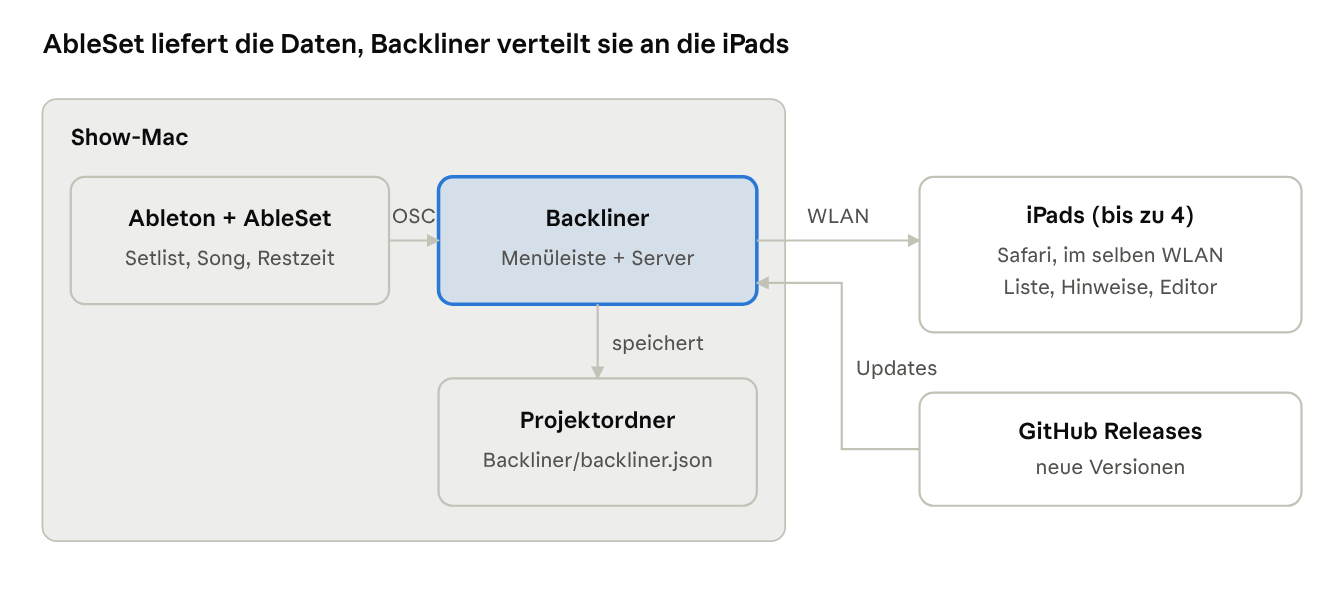 AbleSet liefert die Daten, Backliner verteilt sie an die iPads
Show-Mac
Ableton + AbleSet
Setlist, Song, Restzeit
OSC
Backliner
Menüleiste + Server
WLAN
iPads (bis zu 4)
Safari, im selben WLAN
Liste, Hinweise, Editor
speichert
Updates
Projektordner
Backliner/backliner.json
GitHub Releases
neue Versionen